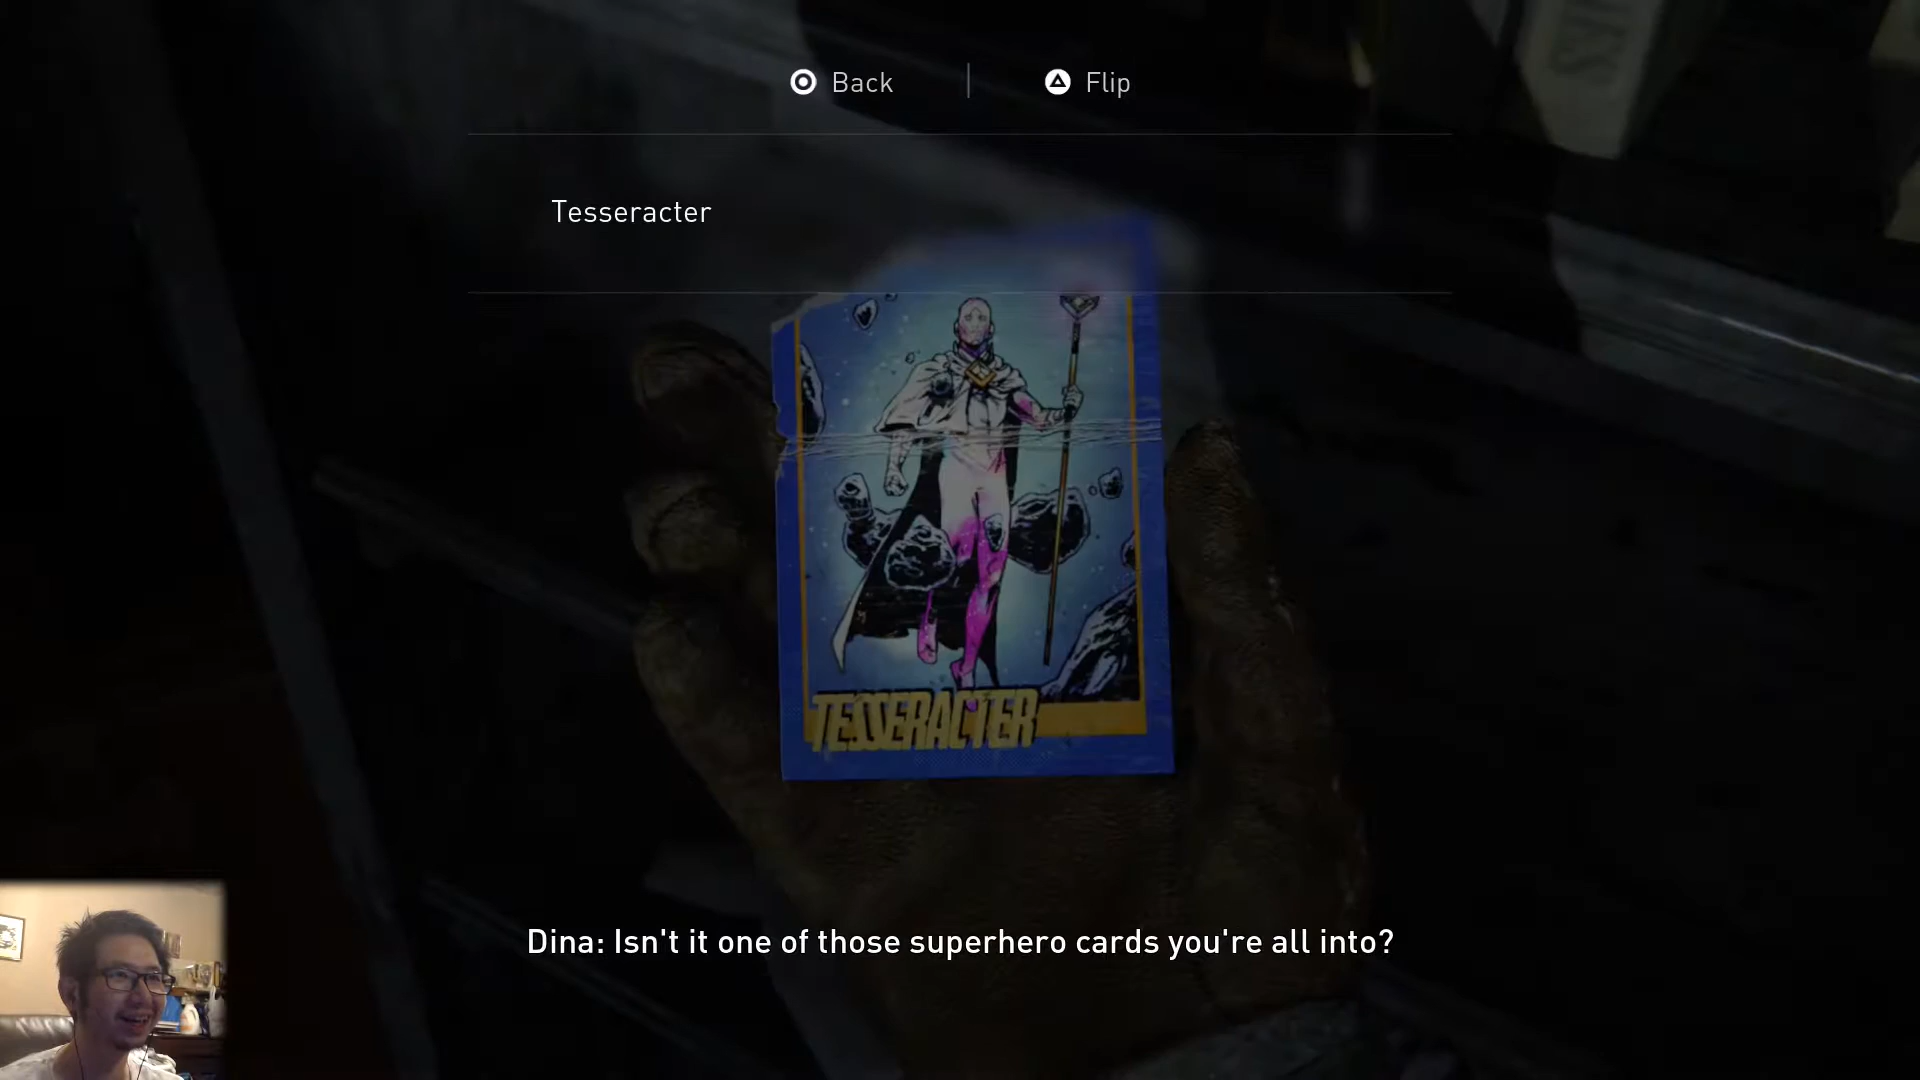 Back
Flip
Tesseracter
TESSERACTER
Dina: Isn't it one of those superhero cards you're all into?